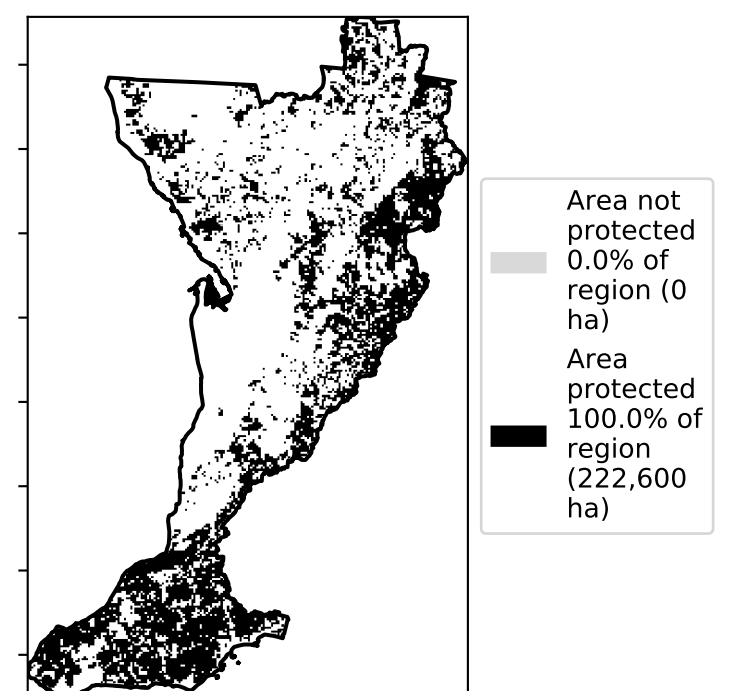 Area not
protected
0.0% of
region (0
ha)
Area
protected
100.0% of
region
(222,600
ha)